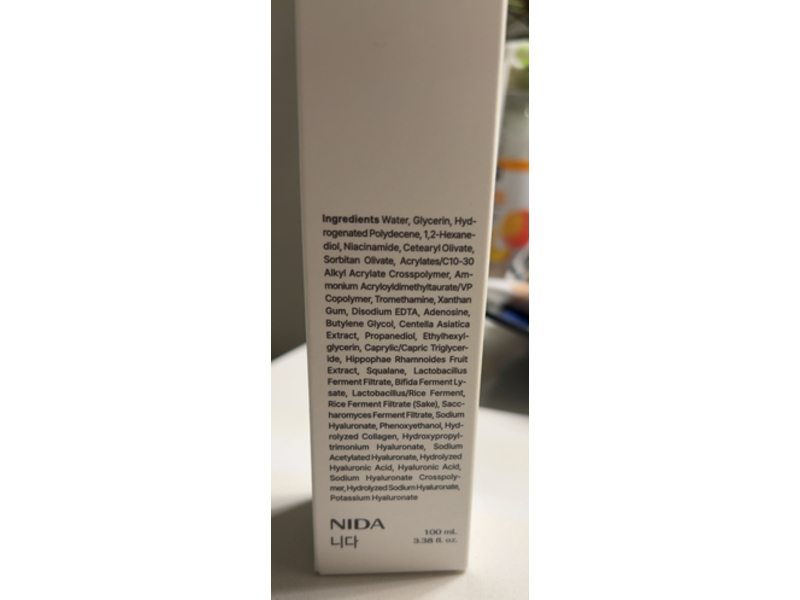 Ingredients Water, Glycerin, Hyd-
rogenated Polydecene, 1,2-Hexane-
diol, Niacinamide, Cetearyl Olivate,
Sorbitan Olivate, Acrylates/C10-30
Alkyl Acrylate Crosspolymer, Am-
monium Acryloyldimethyltaurate/VP
Copolymer, Tromethamine, Xanthan
Gum, Disodium EDTA, Adenosine,
Butylene Glycol, Centella Asiatica
Extract, Propanediol, Ethylhexyl-
glycerin, Caprylic/Capric Triglycer-
ide, Hippophae Rhamnoides Fruit
Extract, Squalane, Lactobacillus
Ferment Filtrate, Bifida Ferment Ly-
sate, Lactobacillus/Rice Ferment,
Rice Ferment Filtrate (Sake), Sacc-
haromyces Ferment Filtrate, Sodium
Hyaluronate, Phenoxyethanol, Hyd-
rolyzed Collagen, Hydroxypropyl-
trimonium Hyaluronate, Sodium
Acetylated Hyaluronate, Hydrolyzed
Hyaluronic Acid, Hyaluronic Acid,
Sodium Hyaluronate Crosspoly-
mer, Hydrolyzed Sodium Hyaluronate,
Potassium Hyaluronate
NIDA
니다
100 ml.
3.38 fl. oz.